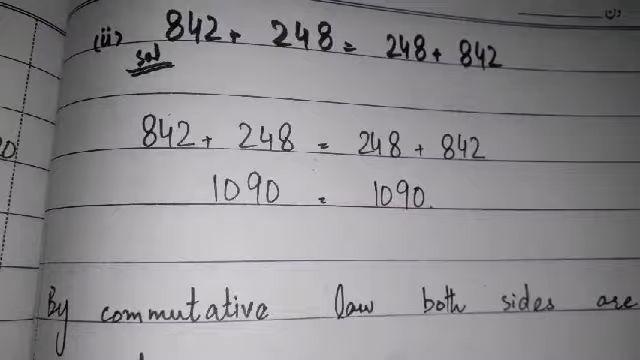 (ii) 842 + 248 = 248 + 842
Sol
842 + 248 = 248 + 842
1090 = 1090.
By commutative law both sides are